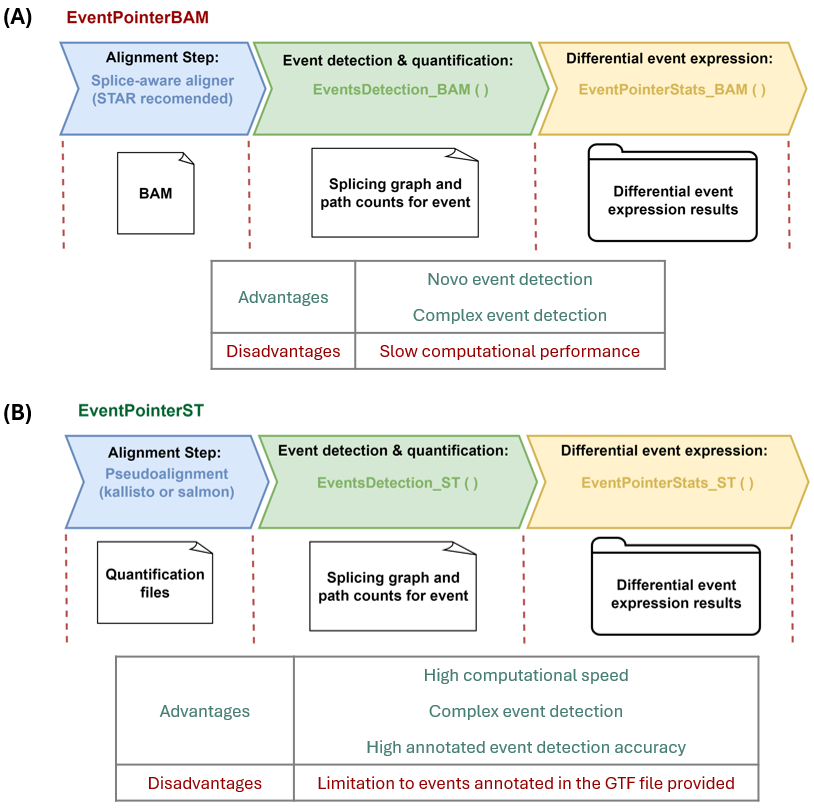 (A)
EventPointerBAM
Alignment Step:
Splice-aware aligner
(STAR recomended)
Event detection & quantification:
EventsDetection_BAM ( )
Differential event expression:
EventPointerStats_BAM ( )
BAM
Splicing graph and
path counts for event
Differential event
expression results
Advantages
Novo event detection
Complex event detection
Disadvantages
Slow computational performance
(B)
EventPointerST
Alignment Step:
Pseudoalignment
(kallisto or salmon)
Event detection & quantification:
EventsDetection_ST ( )
Differential event expression:
EventPointerStats_ST ( )
Quantification
files
Splicing graph and
path counts for event
Differential event
expression results
Advantages
High computational speed
Complex event detection
High annotated event detection accuracy
Disadvantages
Limitation to events annotated in the GTF file provided